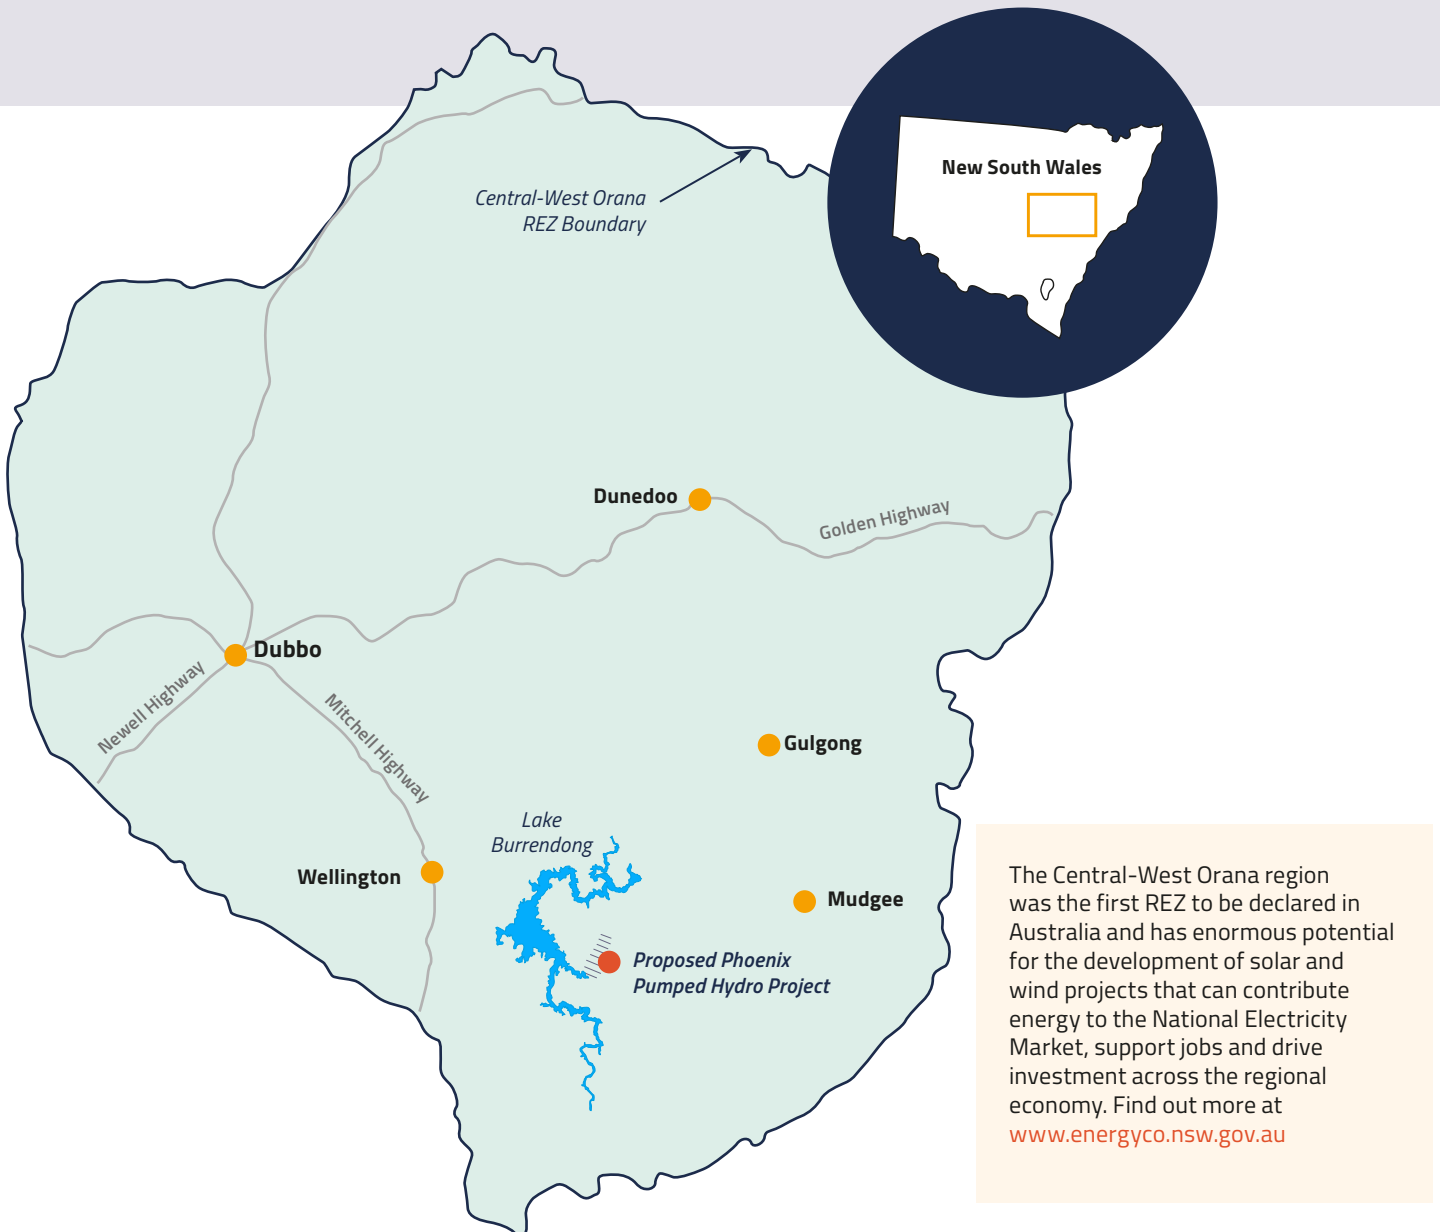 New South Wales
Central-West Orana
REZ Boundary
Dunedoo
Golden Highway
Dubbo
Newell Highway
Mitchell Highway
Gulgong
Lake
Burrendong
Wellington
Mudgee
Proposed Phoenix
Pumped Hydro Project
The Central-West Orana region
was the first REZ to be declared in
Australia and has enormous potential
for the development of solar and
wind projects that can contribute
energy to the National Electricity
Market, support jobs and drive
investment across the regional
economy. Find out more at
www.energyco.nsw.gov.au